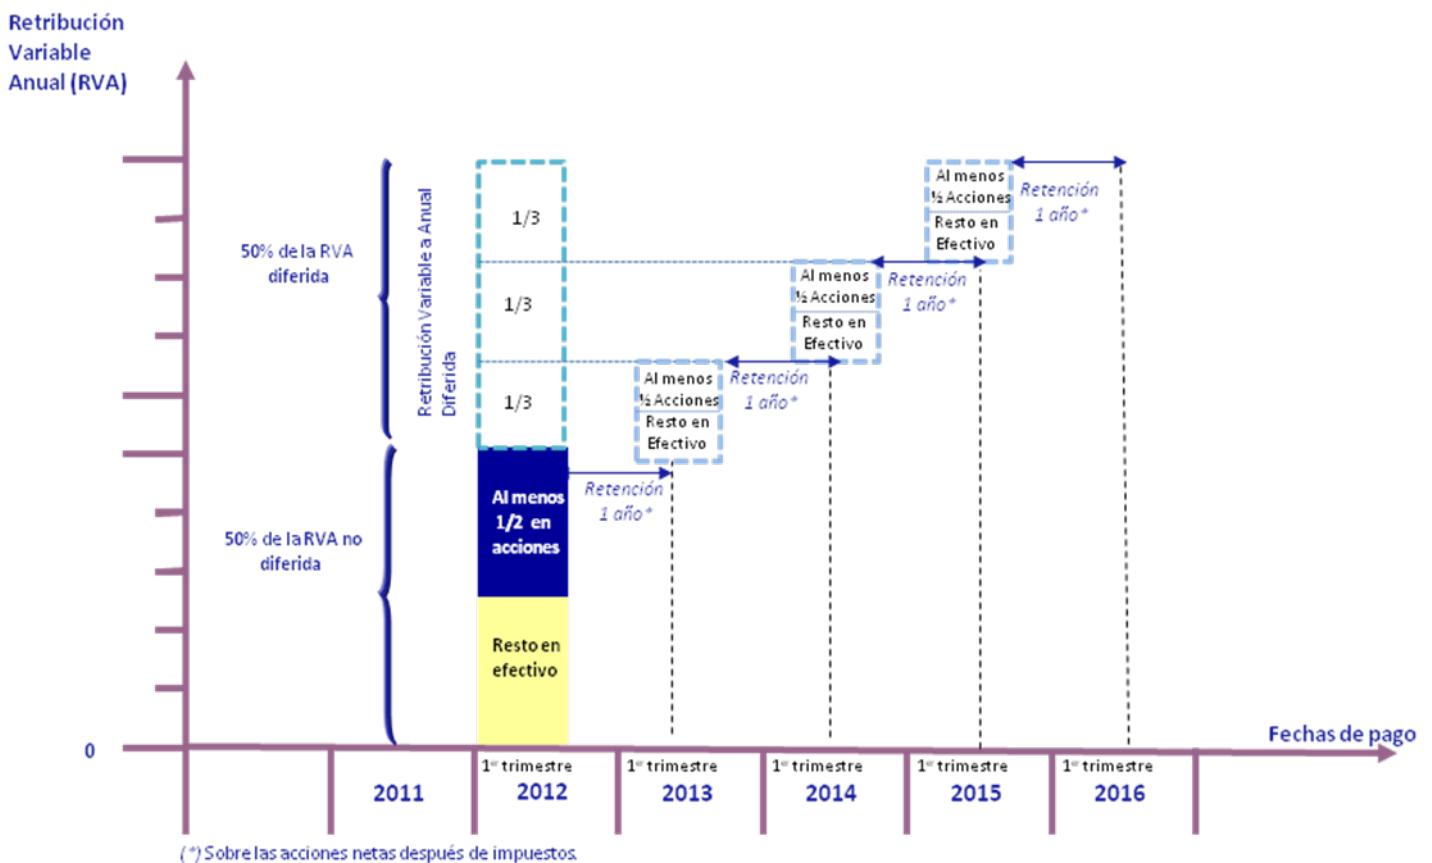 Retribución
Variable
Anual (RVA)
50% de la RVA
diferida
Retribución Variable a Anual
Diferida
1/3
1/3
1/3
Al menos
½ Acciones
Resto en
Efectivo
Retención
1 año*
Al menos
½ Acciones
Resto en
Efectivo
Retención
1 año*
Al menos
½ Acciones
Resto en
Efectivo
Retención
1 año*
50% de la RVA no
diferida
Al menos
1/2 en
acciones
Retención
1 año*
Resto en
efectivo
0
Fechas de pago
2011
1er trimestre
2012
1er trimestre
2013
1er trimestre
2014
1er trimestre
2015
1er trimestre
2016
(*) Sobre las acciones netas después de impuestos.